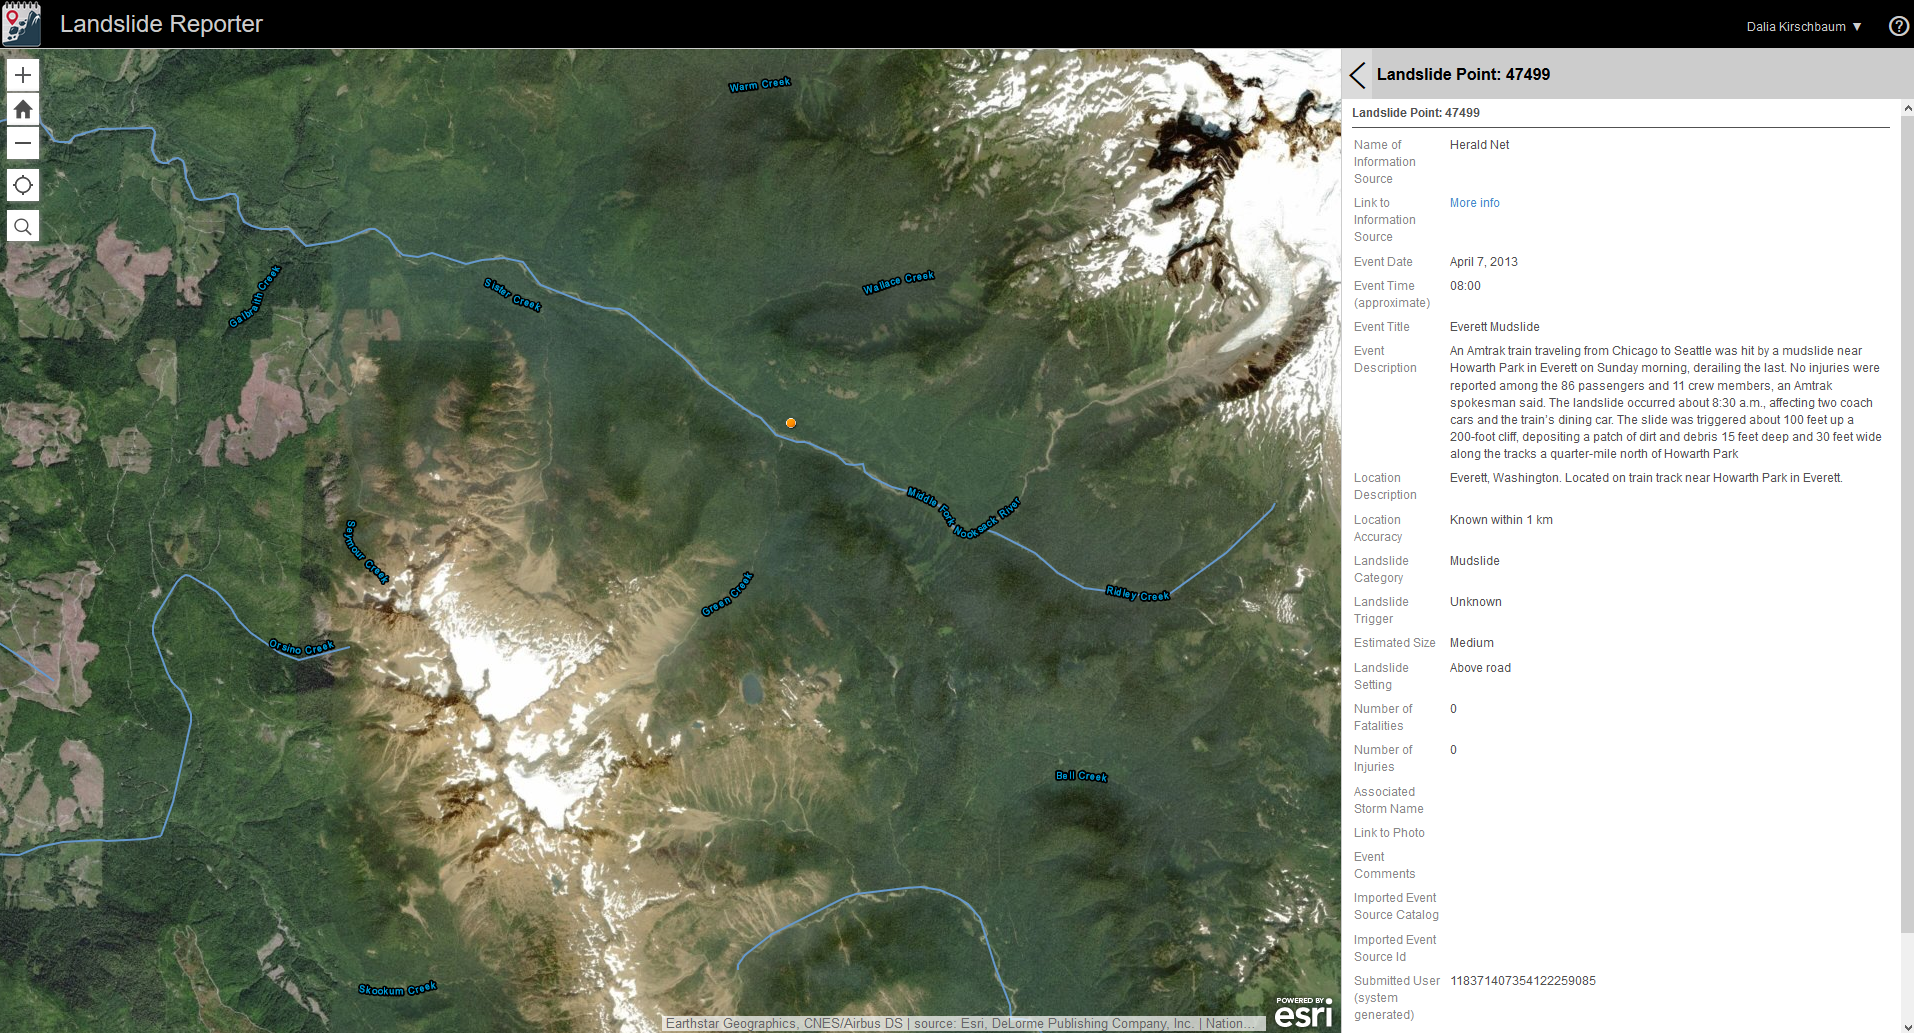 Landslide Reporter
Dalia Kirschbaum ▼
?
Warm Creek
Wallace Creek
Sister Creek
Galbraith Creek
Middle Fork Nooksack River
Seymour Creek
Green Creek
Ridley Creek
Orsino Creek
Bell Creek
Skookum Creek
POWERED BY
esri
Earthstar Geographics, CNES/Airbus DS | source: Esri, DeLorme Publishing Company, Inc. | Nation...
Landslide Point: 47499
Landslide Point: 47499
Name of
Information
Source
Herald Net
Link to
Information
Source
More info
Event Date
April 7, 2013
Event Time
(approximate)
08:00
Event Title
Everett Mudslide
Event
Description
An Amtrak train traveling from Chicago to Seattle was hit by a mudslide near
Howarth Park in Everett on Sunday morning, derailing the last. No injuries were
reported among the 86 passengers and 11 crew members, an Amtrak
spokesman said. The landslide occurred about 8:30 a.m., affecting two coach
cars and the train's dining car. The slide was triggered about 100 feet up a
200-foot cliff, depositing a patch of dirt and debris 15 feet deep and 30 feet wide
along the tracks a quarter-mile north of Howarth Park
Location
Description
Everett, Washington. Located on train track near Howarth Park in Everett.
Location
Accuracy
Known within 1 km
Landslide
Category
Mudslide
Landslide
Trigger
Unknown
Estimated Size
Medium
Landslide
Setting
Above road
Number of
Fatalities
0
Number of
Injuries
0
Associated
Storm Name
Link to Photo
Event
Comments
Imported Event
Source Catalog
Imported Event
Source Id
Submitted User
(system
generated)
118371407354122259085